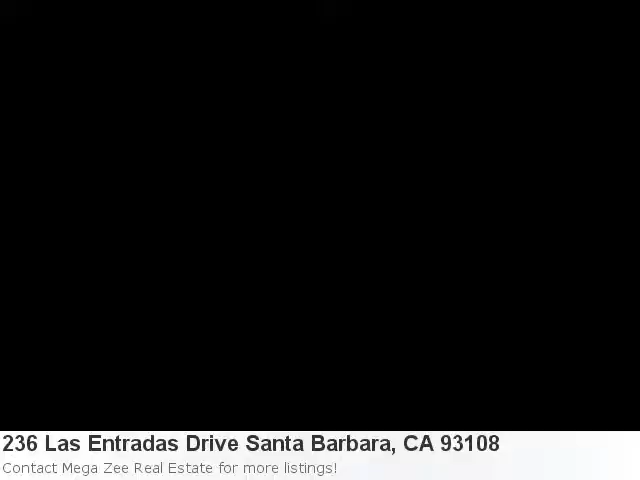 236 Las Entradas Drive Santa Barbara, CA 93108
Contact Mega Zee Real Estate for more listings!